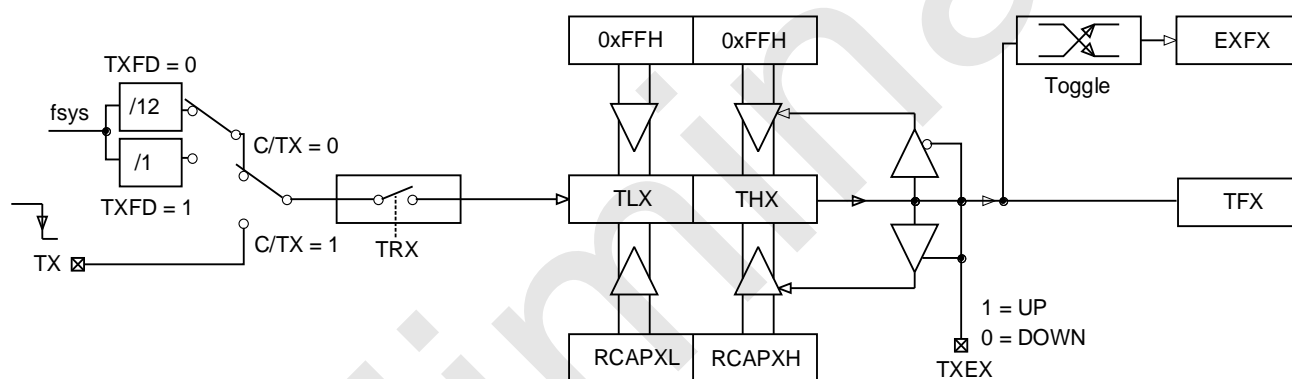 0xFFH 0xFFH
EXFX
Toggle
TXFD = 0
fsys
/12
C/TX = 0
/1
TXFD = 1
TLX THX
TFX
TRX
C/TX = 1
TX
1 = UP
0 = DOWN
RCAPXL RCAPXH
TXEX